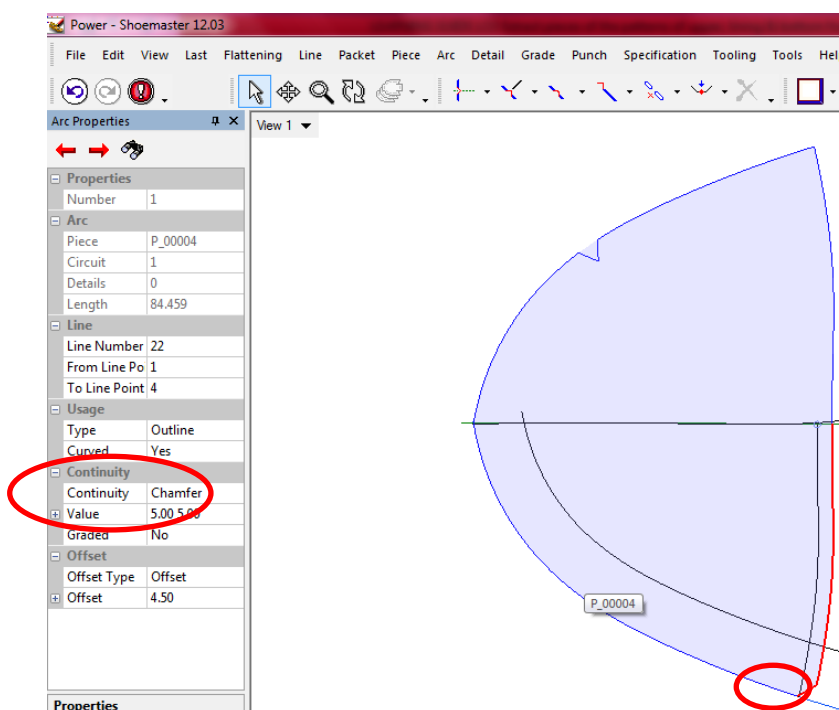 Power - Shoemaster 12.03
File Edit View Last Flattening Line Packet Piece Arc Detail Grade Punch Specification Tooling Tools Hel
Arc Properties
View 1
Properties
Number 1
Arc
Piece P_00004
Circuit 1
Details 0
Length 84.459
Line
Line Number 22
From Line Po 1
To Line Point 4
Usage
Type Outline
Curved Yes
Continuity
Continuity Chamfer
Value 5.00 5.00
Graded No
Offset
Offset Type Offset
Offset 4.50
P_00004
Properties